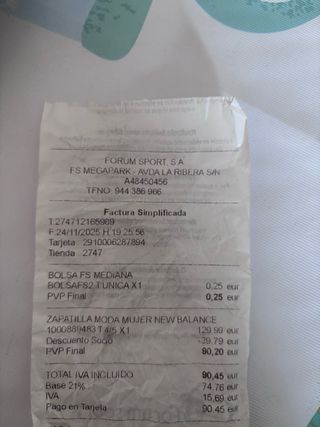 FORUM SPORT, S.A
FS MEGAPARK - AVDA LA RIBERA S/N
A48450456
TFNO: 944 386 966
Factura Simplificada
T.274712165989
F.24/11/2025 H.19:25:56
Tarjeta : 2910006287894
Tienda : 2747
BOLSA FS MEDIANA
BOLSAFS2 T UNICA X1 0,25 eur
PVP Final 0,25 eur
ZAPATILLA MODA MUJER NEW BALANCE
1000889483 T 4/5 X1 129,99 eur
Descuento Socio -39,79 eur
PVP Final 90,20 eur
TOTAL IVA INCLUIDO 90,45 eur
Base 21% 74,76 eur
IVA 15,69 eur
Pago en Tarjeta 90,45 eur